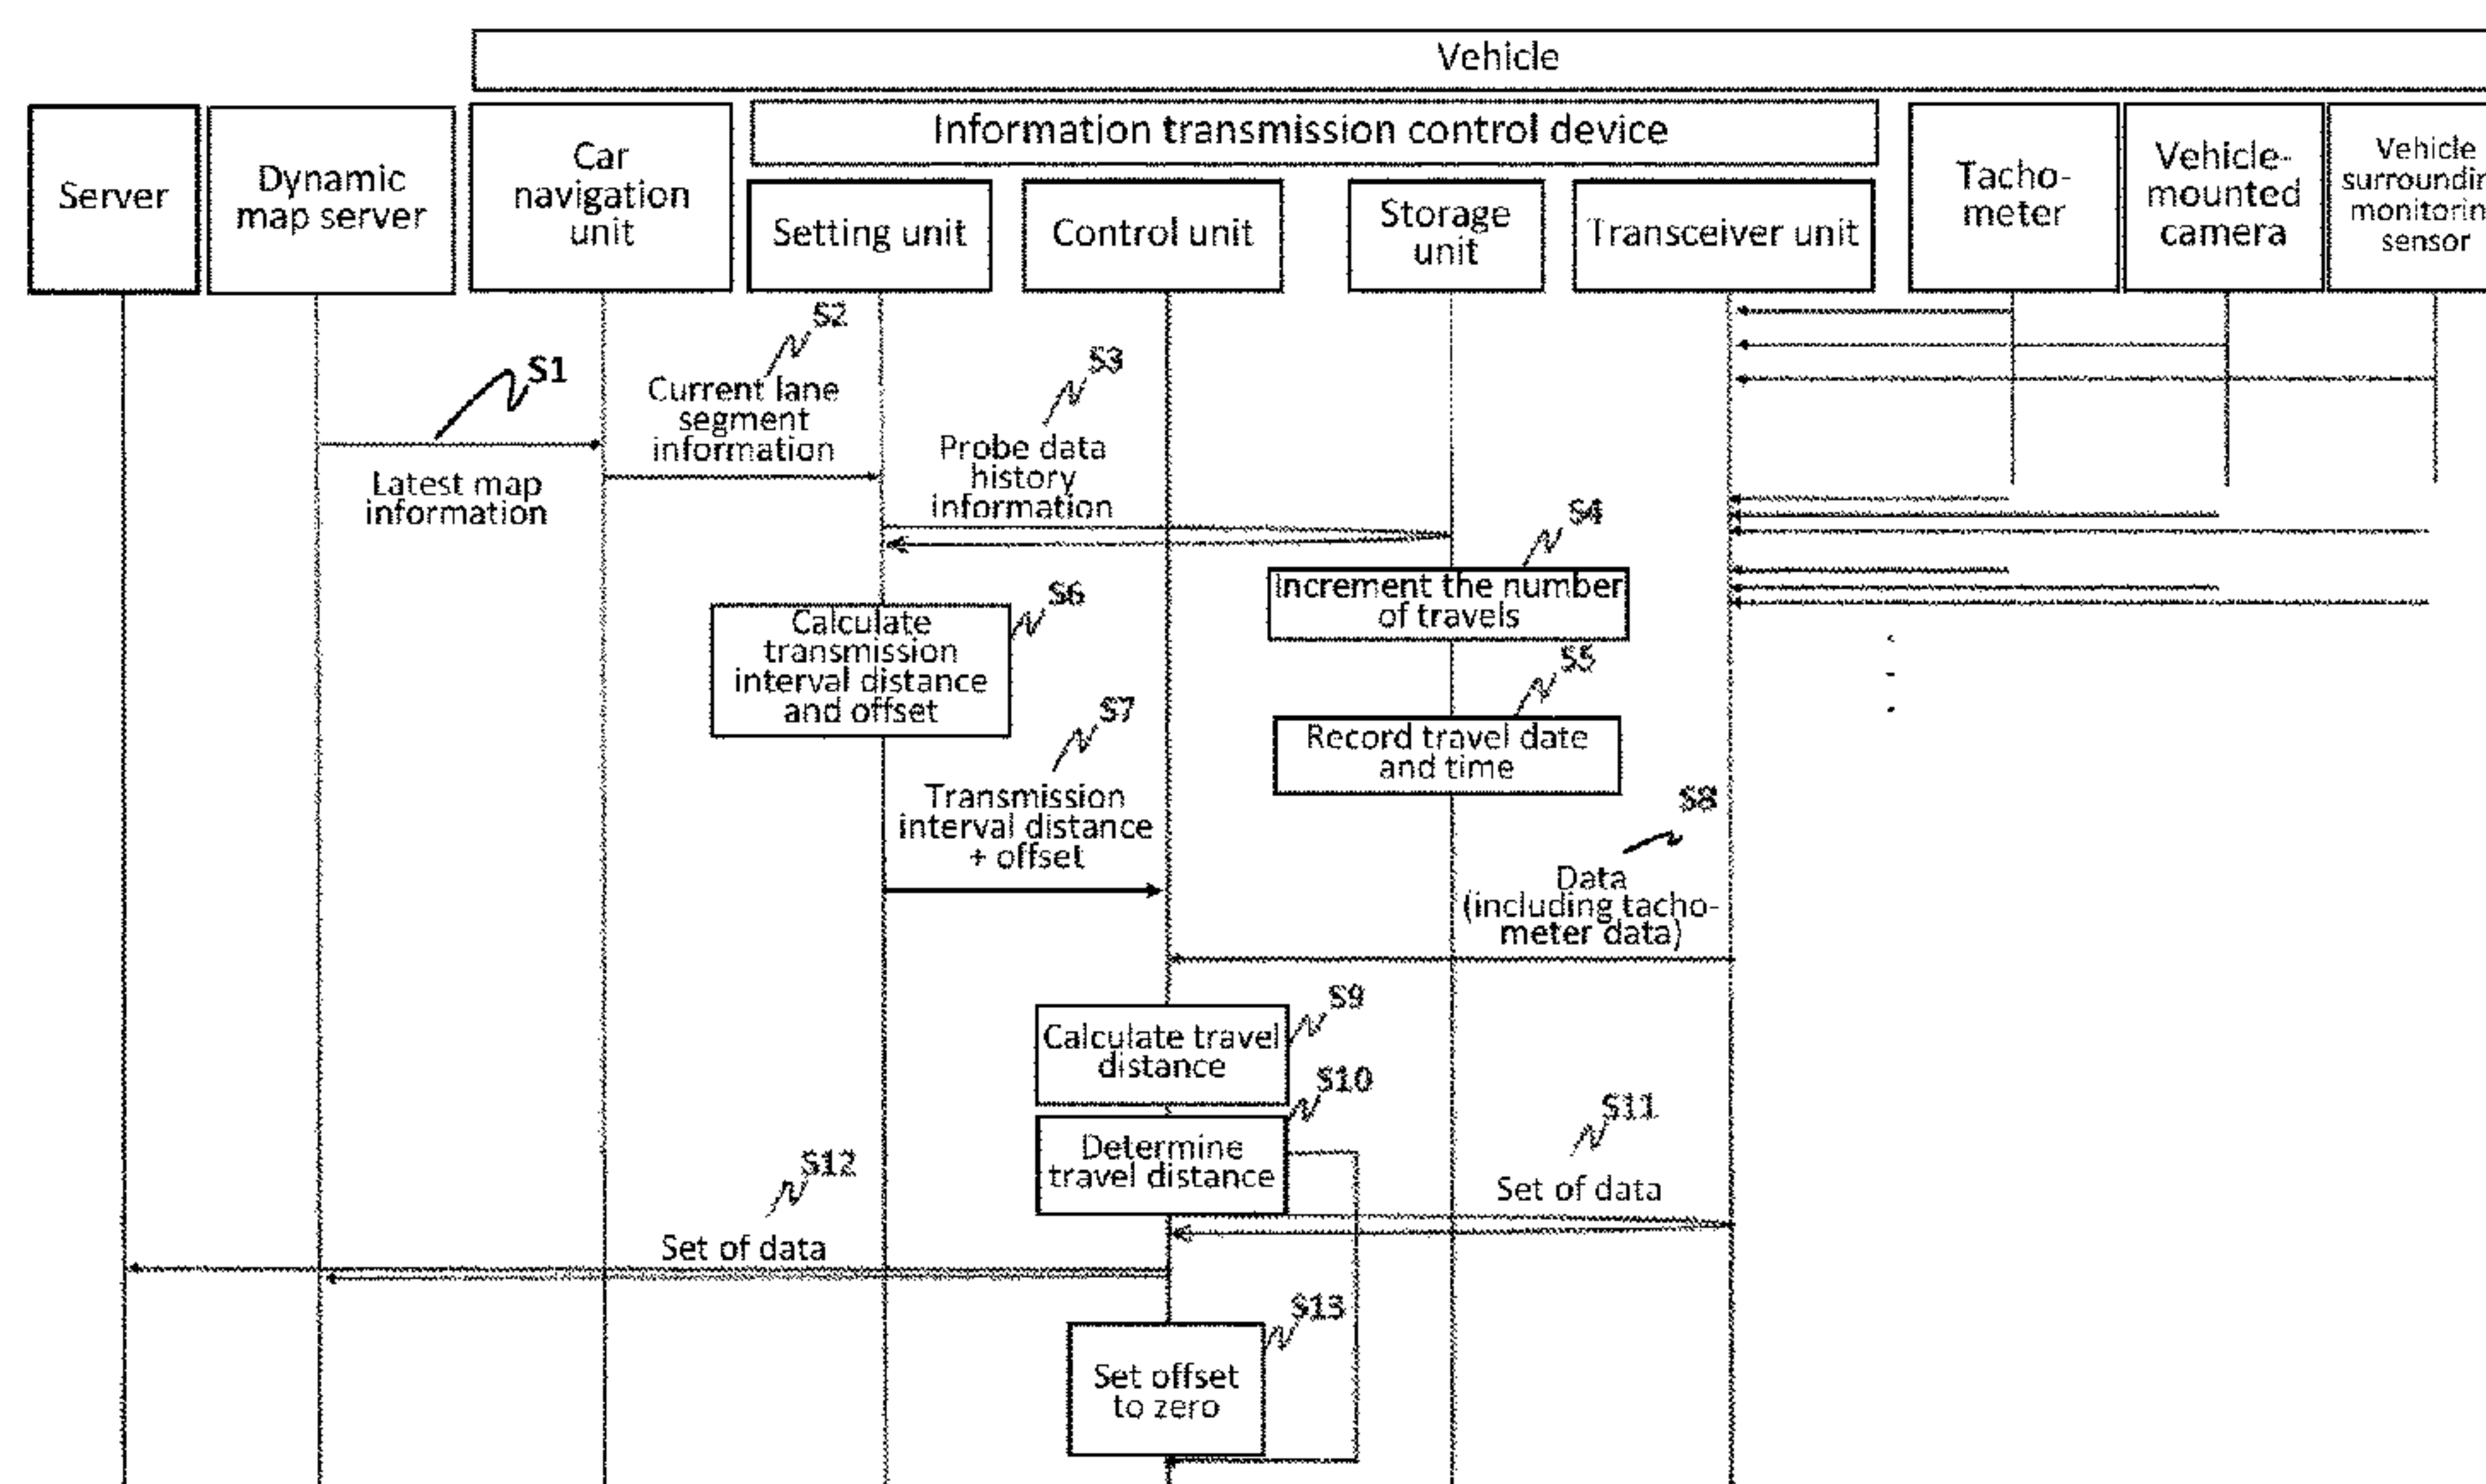 Vehicle
Information transmission control device
Server
Dynamic
map server
Car
navigation
unit
Setting unit
Control unit
Storage
unit
Transceiver unit
Tacho-
meter
Vehicle-
mounted
camera
Vehicle
monitorin
sensor
S1
Latest map
information
S2
Current lane
segment
information
S3
Probe data
history
information
S4
Increment the number
of travels
S5
Record travel date
and time
S6
Calculate
transmission
interval distance
and offset
S7
Transmission
interval distance
+ offset
S8
Data
(including tacho-
meter data)
S9
Calculate travel
distance
S10
Determine
travel distance
S11
Set of data
S12
Set of data
S13
Set offset
to zero